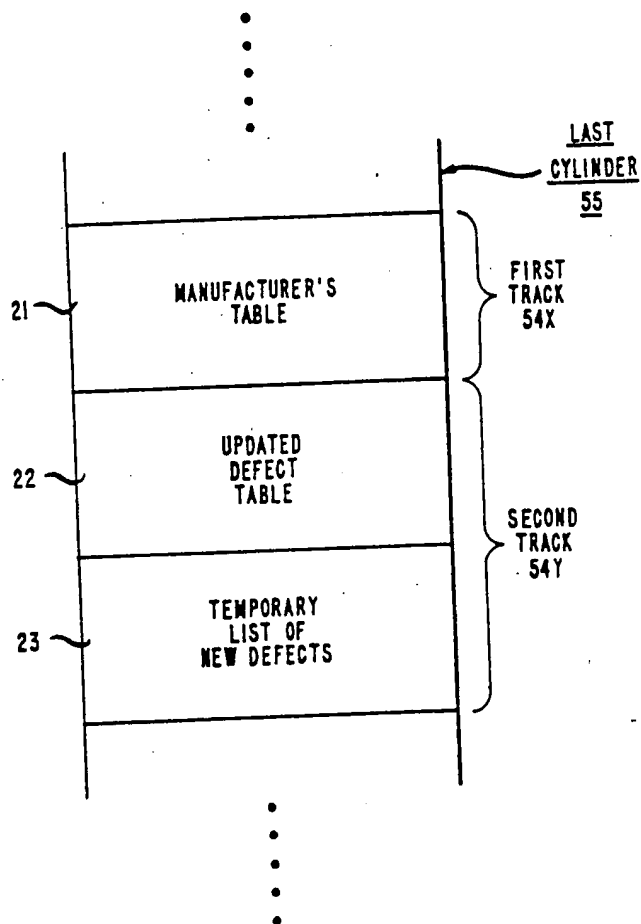 LAST
CYLINDER
55
21
MANUFACTURER'S
TABLE
FIRST
TRACK
54X
22
UPDATED
DEFECT
TABLE
SECOND
TRACK
54Y
23
TEMPORARY
LIST OF
NEW DEFECTS